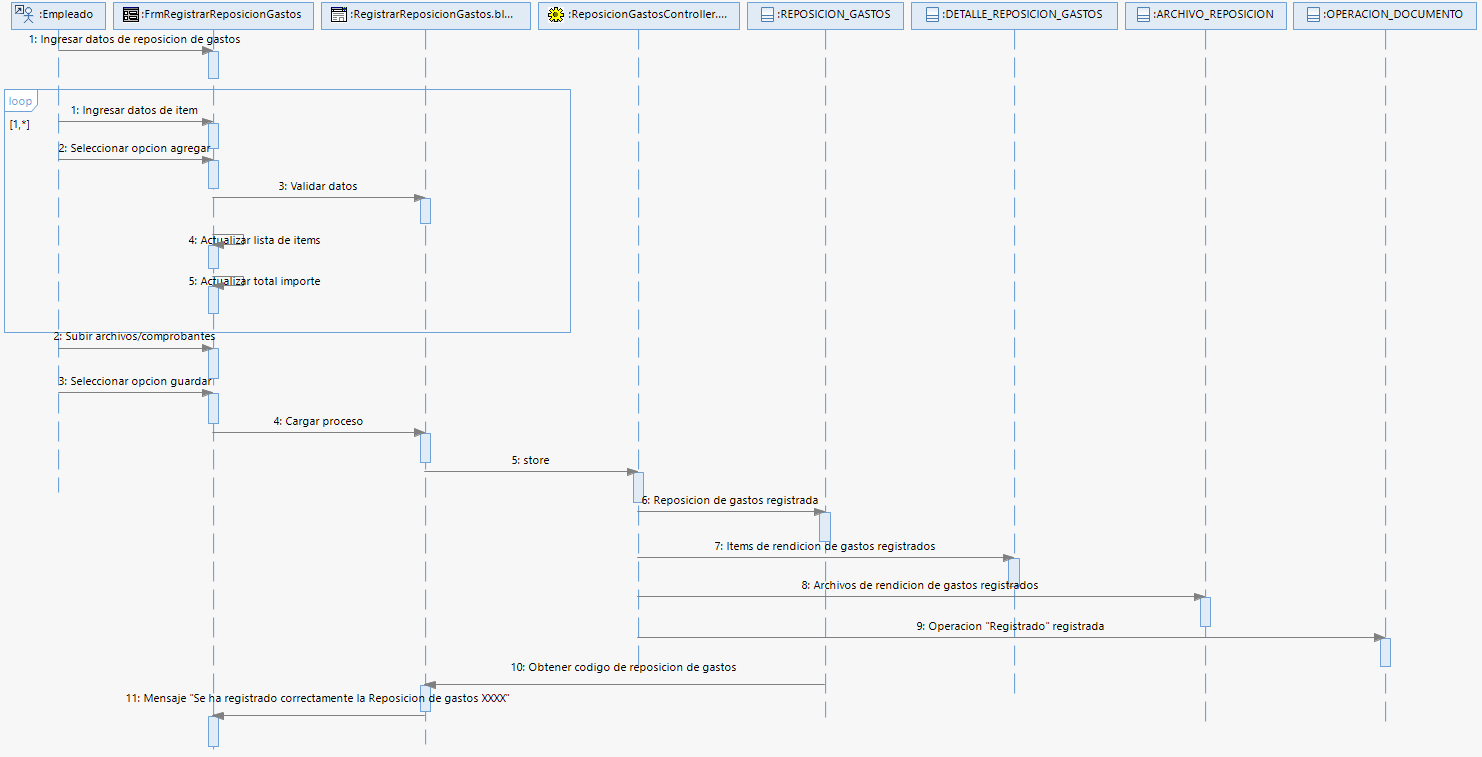 :Empleado
:FrmRegistrarReposicionGastos
:RegistrarReposicionGastos.bl...
:ReposicionGastosController....
:REPOSICION_GASTOS
:DETALLE_REPOSICION_GASTOS
:ARCHIVO_REPOSICION
:OPERACION_DOCUMENTO
1: Ingresar datos de reposicion de gastos
loop
[1,*]
1: Ingresar datos de item
2: Seleccionar opcion agregar
3: Validar datos
4: Actualizar lista de items
5: Actualizar total importe
2: Subir archivos/comprobantes
3: Seleccionar opcion guardar
4: Cargar proceso
5: store
6: Reposicion de gastos registrada
7: Items de rendicion de gastos registrados
8: Archivos de rendicion de gastos registrados
9: Operacion "Registrado" registrada
10: Obtener codigo de reposicion de gastos
11: Mensaje "Se ha registrado correctamente la Reposicion de gastos XXXX"